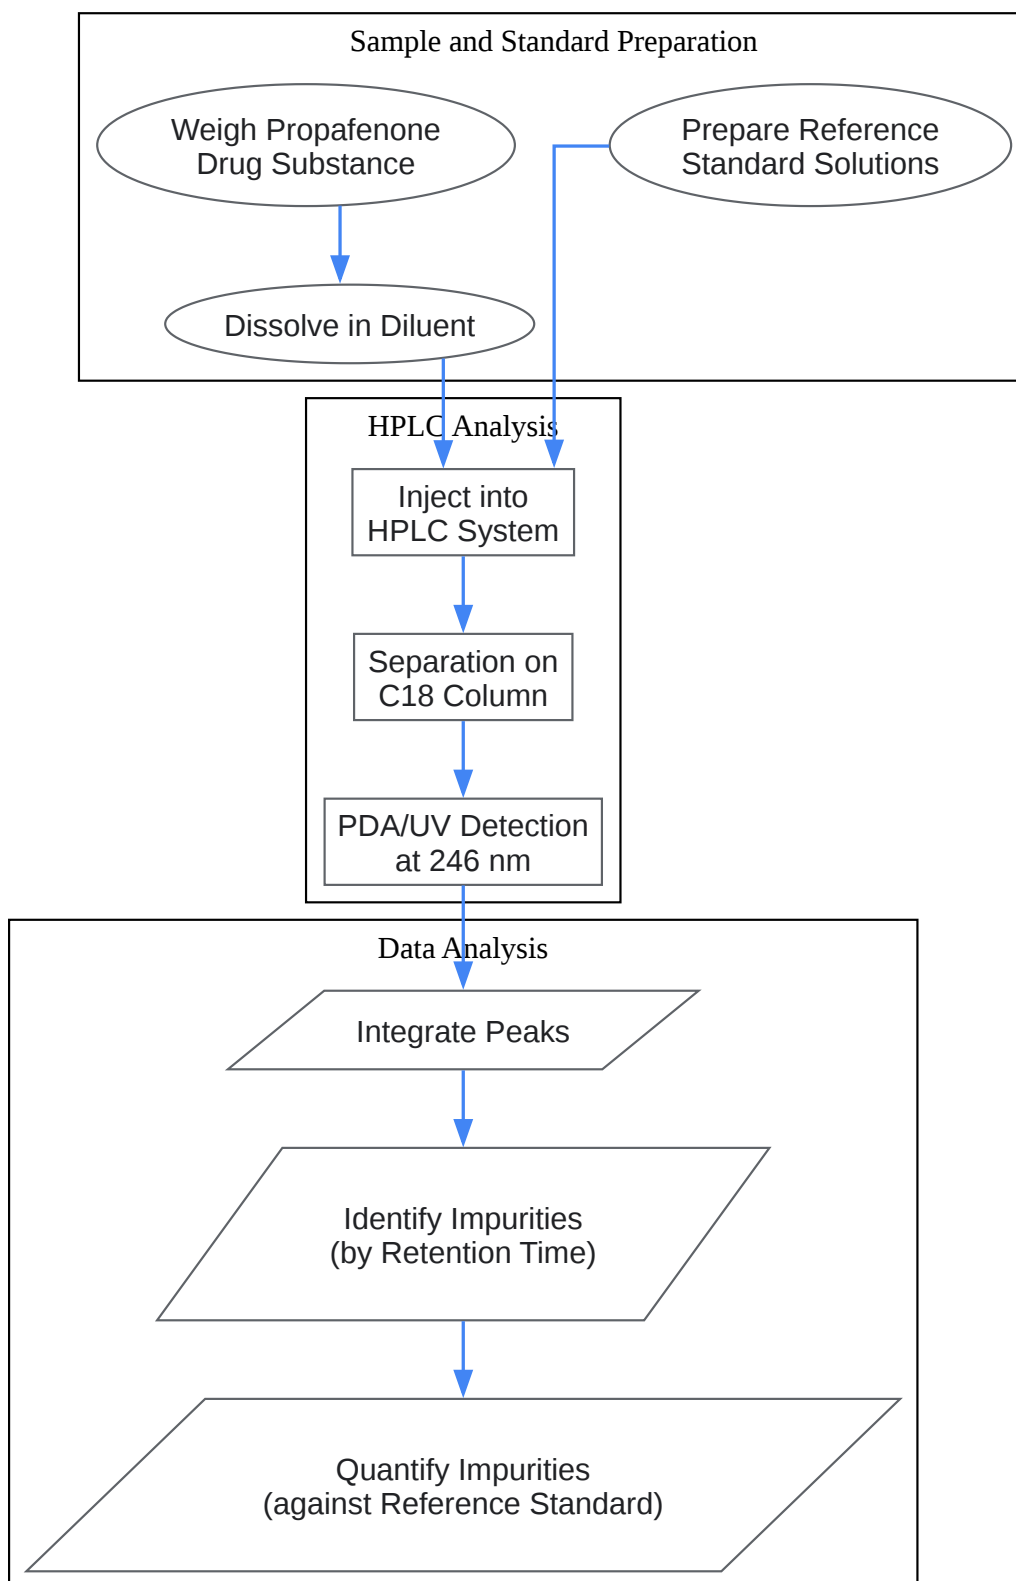 Sample and Standard Preparation
Weigh Propafenone
Drug Substance
Prepare Reference
Standard Solutions
Dissolve in Diluent
HPLC Analysis
Inject into
HPLC System
Separation on
C18 Column
PDA/UV Detection
at 246 nm
Data Analysis
Integrate Peaks
Identify Impurities
(by Retention Time)
Quantify Impurities
(against Reference Standard)